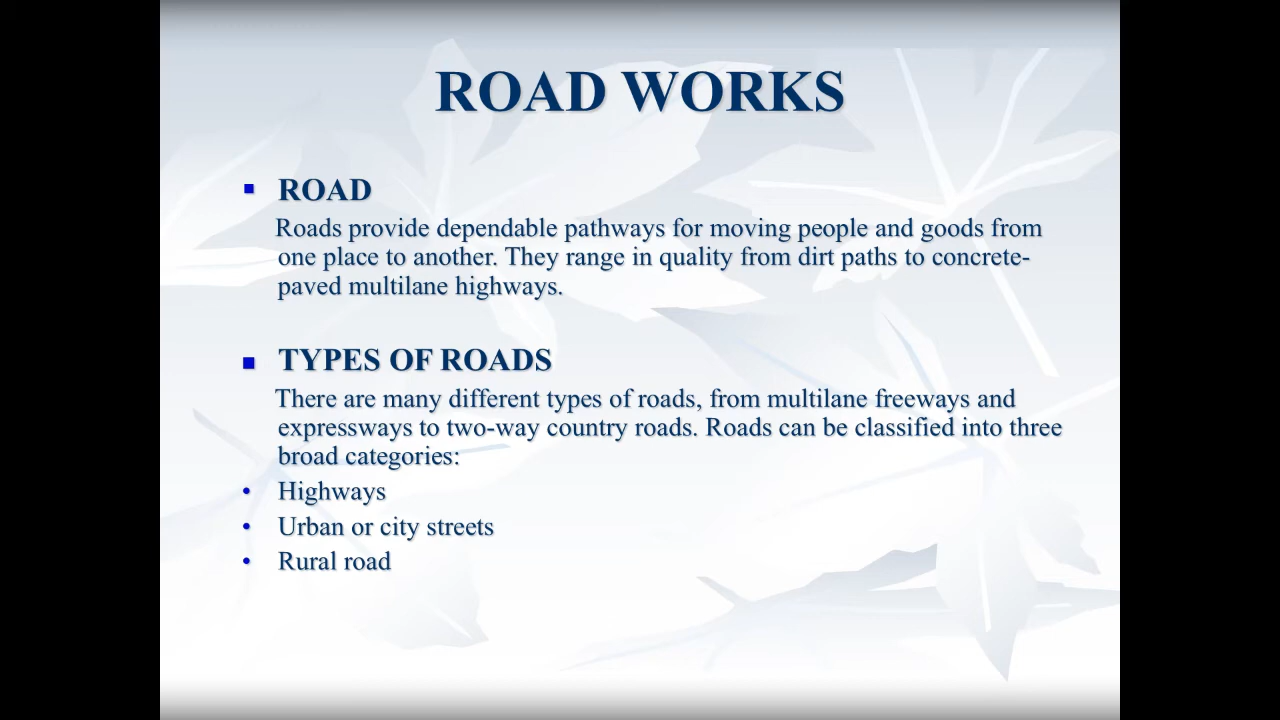 ROAD WORKS
▪ ROAD
Roads provide dependable pathways for moving people and goods from
one place to another. They range in quality from dirt paths to concrete-
paved multilane highways.
▪ TYPES OF ROADS
There are many different types of roads, from multilane freeways and
expressways to two-way country roads. Roads can be classified into three
broad categories:
• Highways
• Urban or city streets
• Rural road